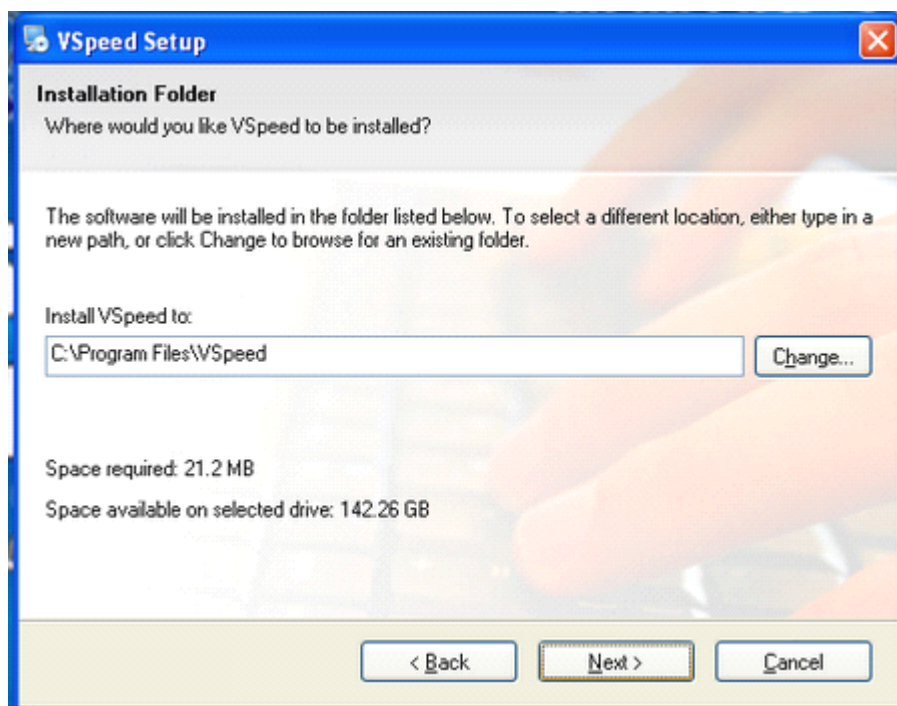 VSpeed Setup
Installation Folder
Where would you like VSpeed to be installed?
The software will be installed in the folder listed below. To select a different location, either type in a
new path, or click Change to browse for an existing folder.
Install VSpeed to:
C:\Program Files\VSpeed
Change...
Space required: 21.2 MB
Space available on selected drive: 142.26 GB
< Back
Next >
Cancel